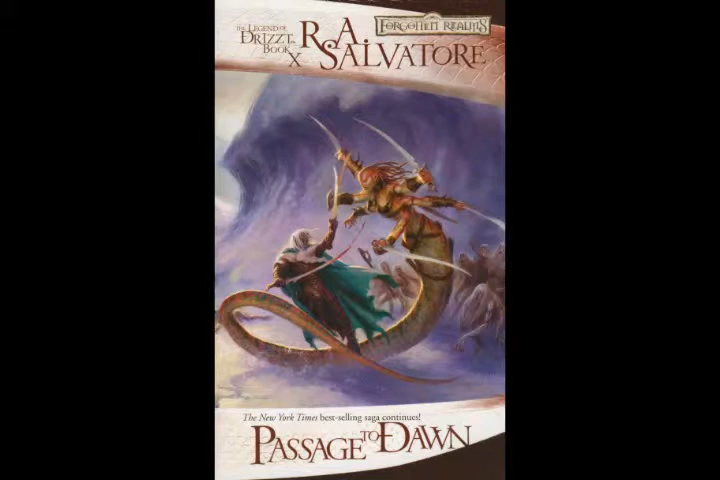 THE LEGEND OF
DRIZZT
BOOK
X
R.A.
SALVATORE
FORGOTTEN REALMS
The New York Times best-selling saga continues!
PASSAGE TO DAWN